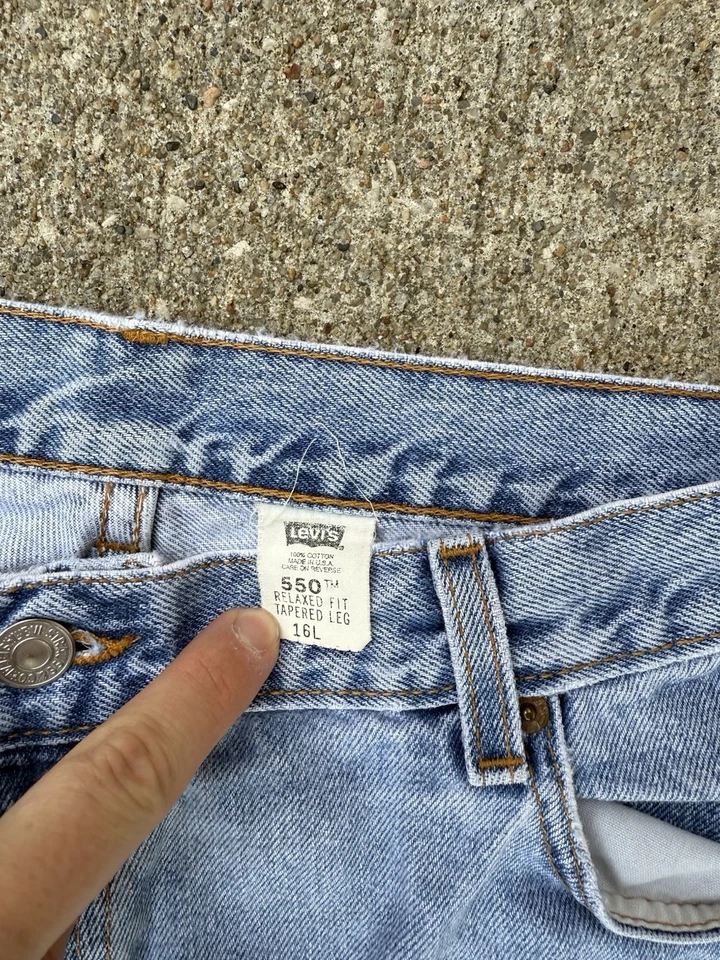 Levi's
100% COTTON
MADE IN U.S.A.
CARE ON REVERSE
550™
RELAXED FIT
TAPERED LEG
16L